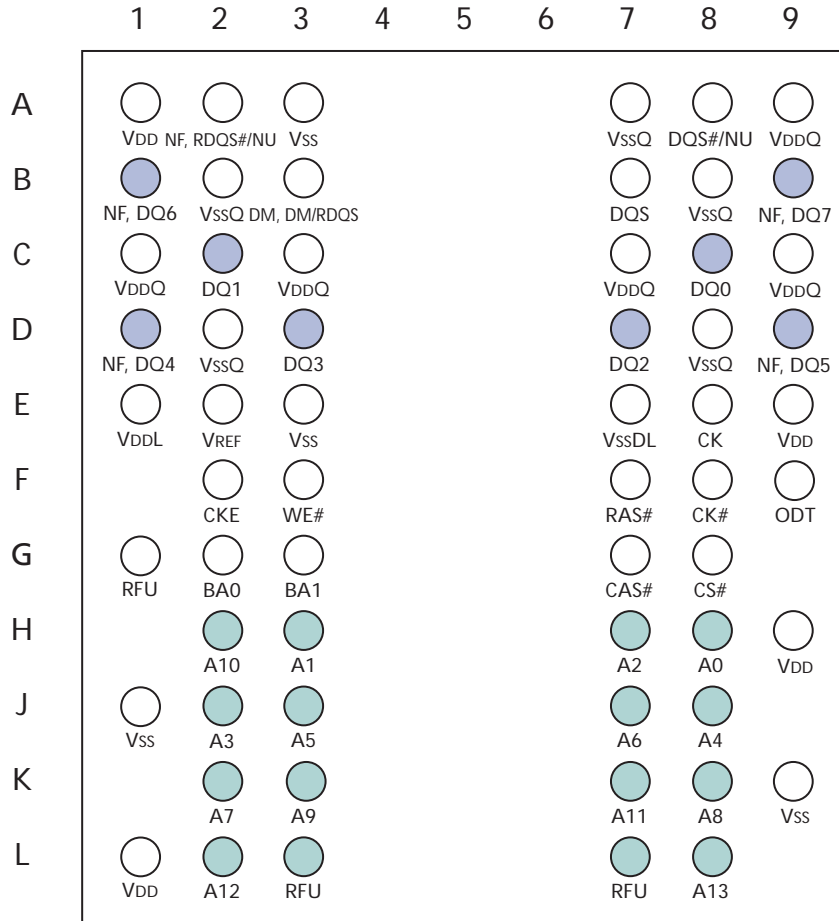 1 2 3 4 5 6 7 8 9
A
VDD NF, RDQS#/NU VSS VSSQ DQS#/NU VDDQ
B
NF, DQ6 VSSQ DM, DM/RDQS DQS VSSQ NF, DQ7
C
VDDQ DQ1 VDDQ VDDQ DQ0 VDDQ
D
NF, DQ4 VSSQ DQ3 DQ2 VSSQ NF, DQ5
E
VDDL VREF VSS VSSDL CK VDD
F
CKE WE# RAS# CK# ODT
G
RFU BA0 BA1 CAS# CS#
H
A10 A1 A2 A0 VDD
J
VSS A3 A5 A6 A4
K
A7 A9 A11 A8 VSS
L
VDD A12 RFU RFU A13